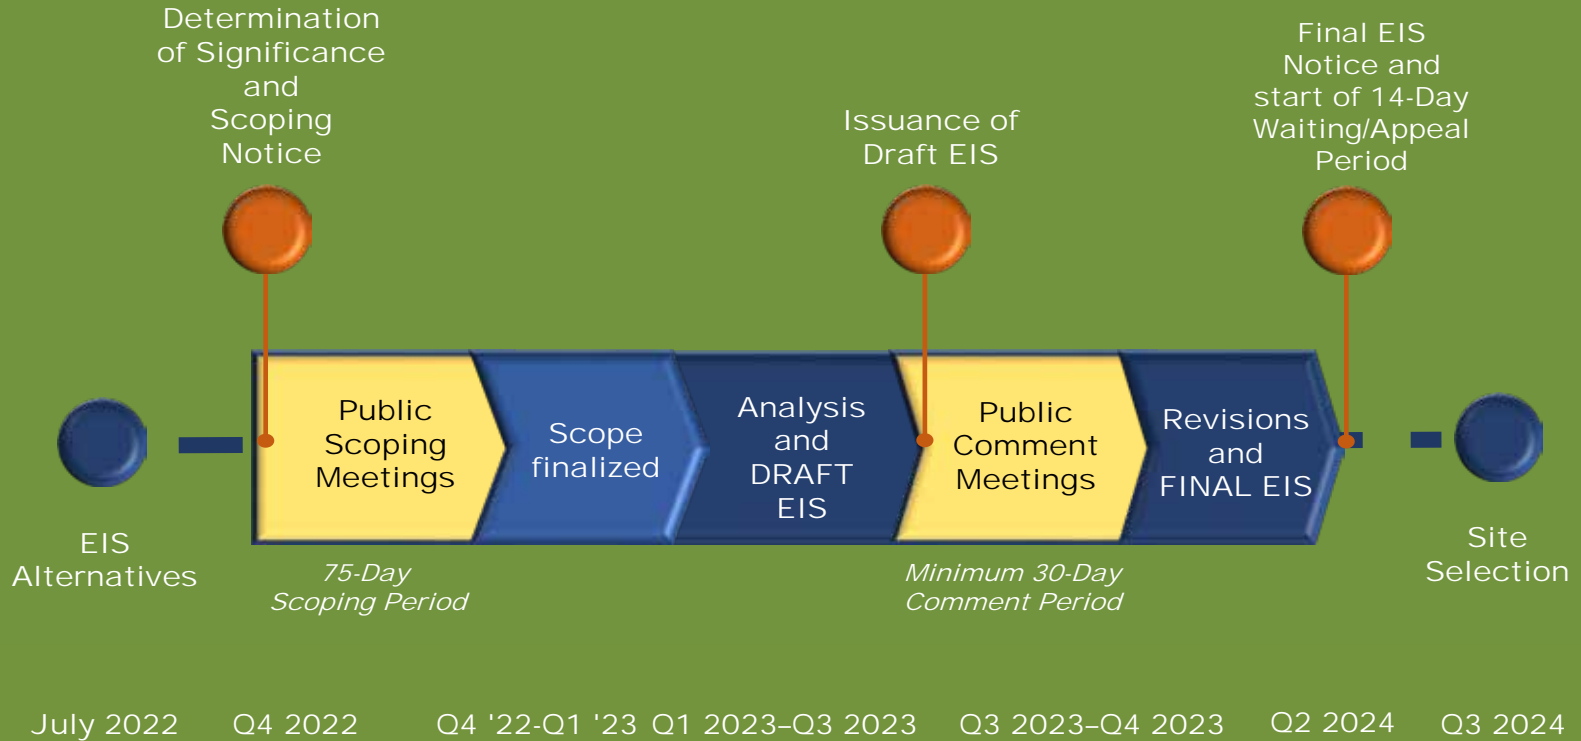 Determination
of Significance
and
Scoping
Notice
Issuance of
Draft EIS
Final EIS
Notice and
start of 14-Day
Waiting/Appeal
Period
EIS
Alternatives
Public
Scoping
Meetings
Scope
finalized
Analysis
and
DRAFT
EIS
Public
Comment
Meetings
Revisions
and
FINAL EIS
Site
Selection
75-Day
Scoping Period
Minimum 30-Day
Comment Period
July 2022
Q4 2022
Q4 '22-Q1 '23
Q1 2023–Q3 2023
Q3 2023–Q4 2023
Q2 2024
Q3 2024